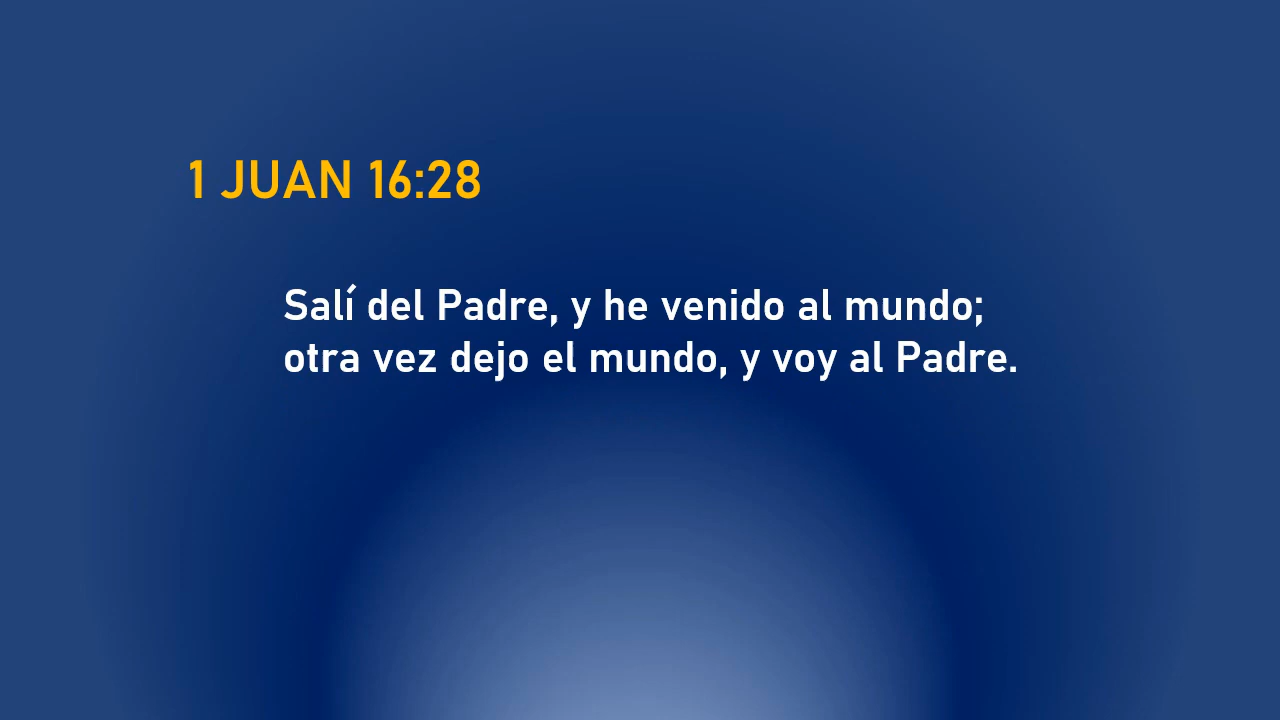 1 JUAN 16:28
Salí del Padre, y he venido al mundo;
otra vez dejo el mundo, y voy al Padre.